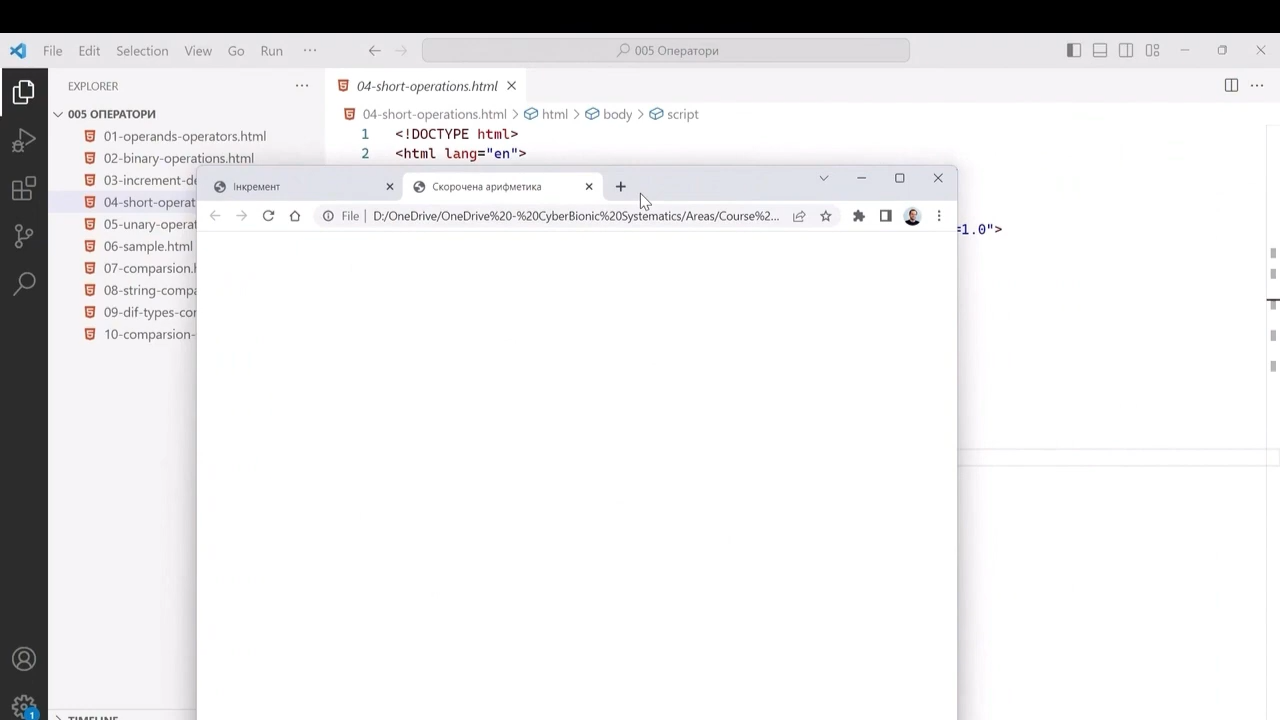 File Edit Selection View Go Run ···
005 Оператори
EXPLORER ···
04-short-operations.html
005 ОПЕРАТОРИ
04-short-operations.html > html > body > script
01-operands-operators.html
1 <!DOCTYPE html>
02-binary-operations.html
2 <html lang="en">
03-increment-de
Інкремент
Скорочена арифметика
04-short-operat
File
D:/OneDrive/OneDrive%20-%20CyberBionic%20Systematics/Areas/Course%2...
05-unary-operat
=1.0">
06-sample.html
07-comparsion.h
08-string-compa
09-dif-types-cor
10-comparsion-
1
TIMELINE